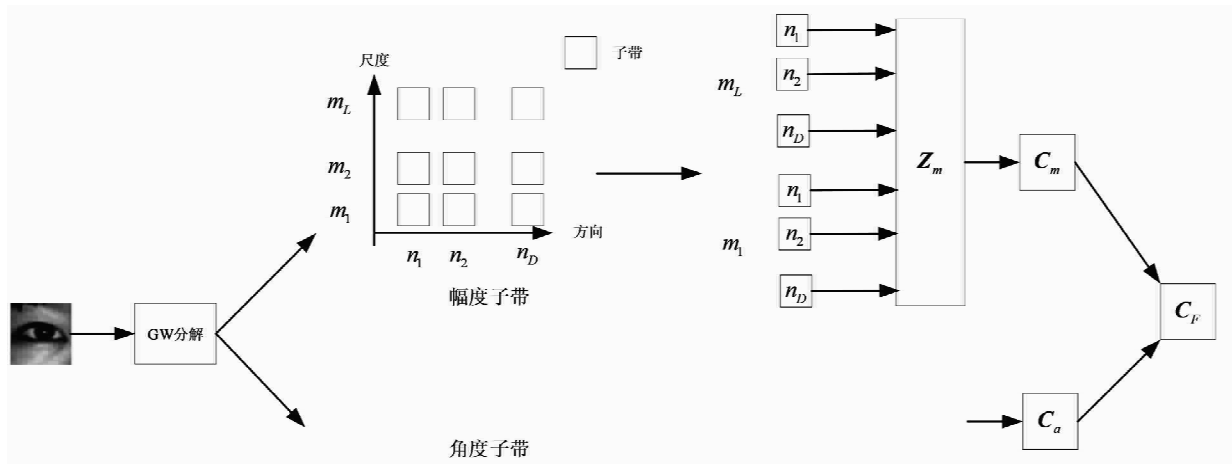 尺度
子带
m_L
m_2
m_1
n_1 n_2 n_D
方向
幅度子带
GW分解
角度子带
m_L
n_1
n_2
n_D
m_1
n_1
n_2
n_D
Z_m
C_m
C_a
C_F